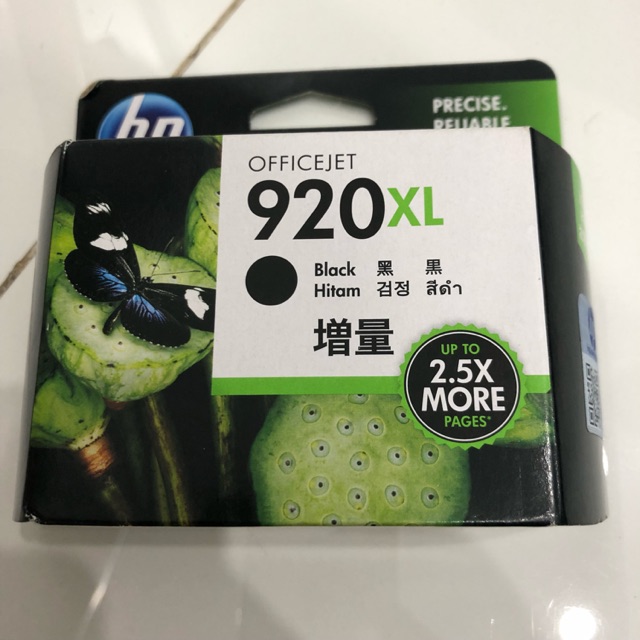 hp
PRECISE.
RELIABLE
OFFICEJET
920XL
Black 黑 黒
Hitam 검정 สีดำ
増量
UP TO
2.5X
MORE
PAGES*